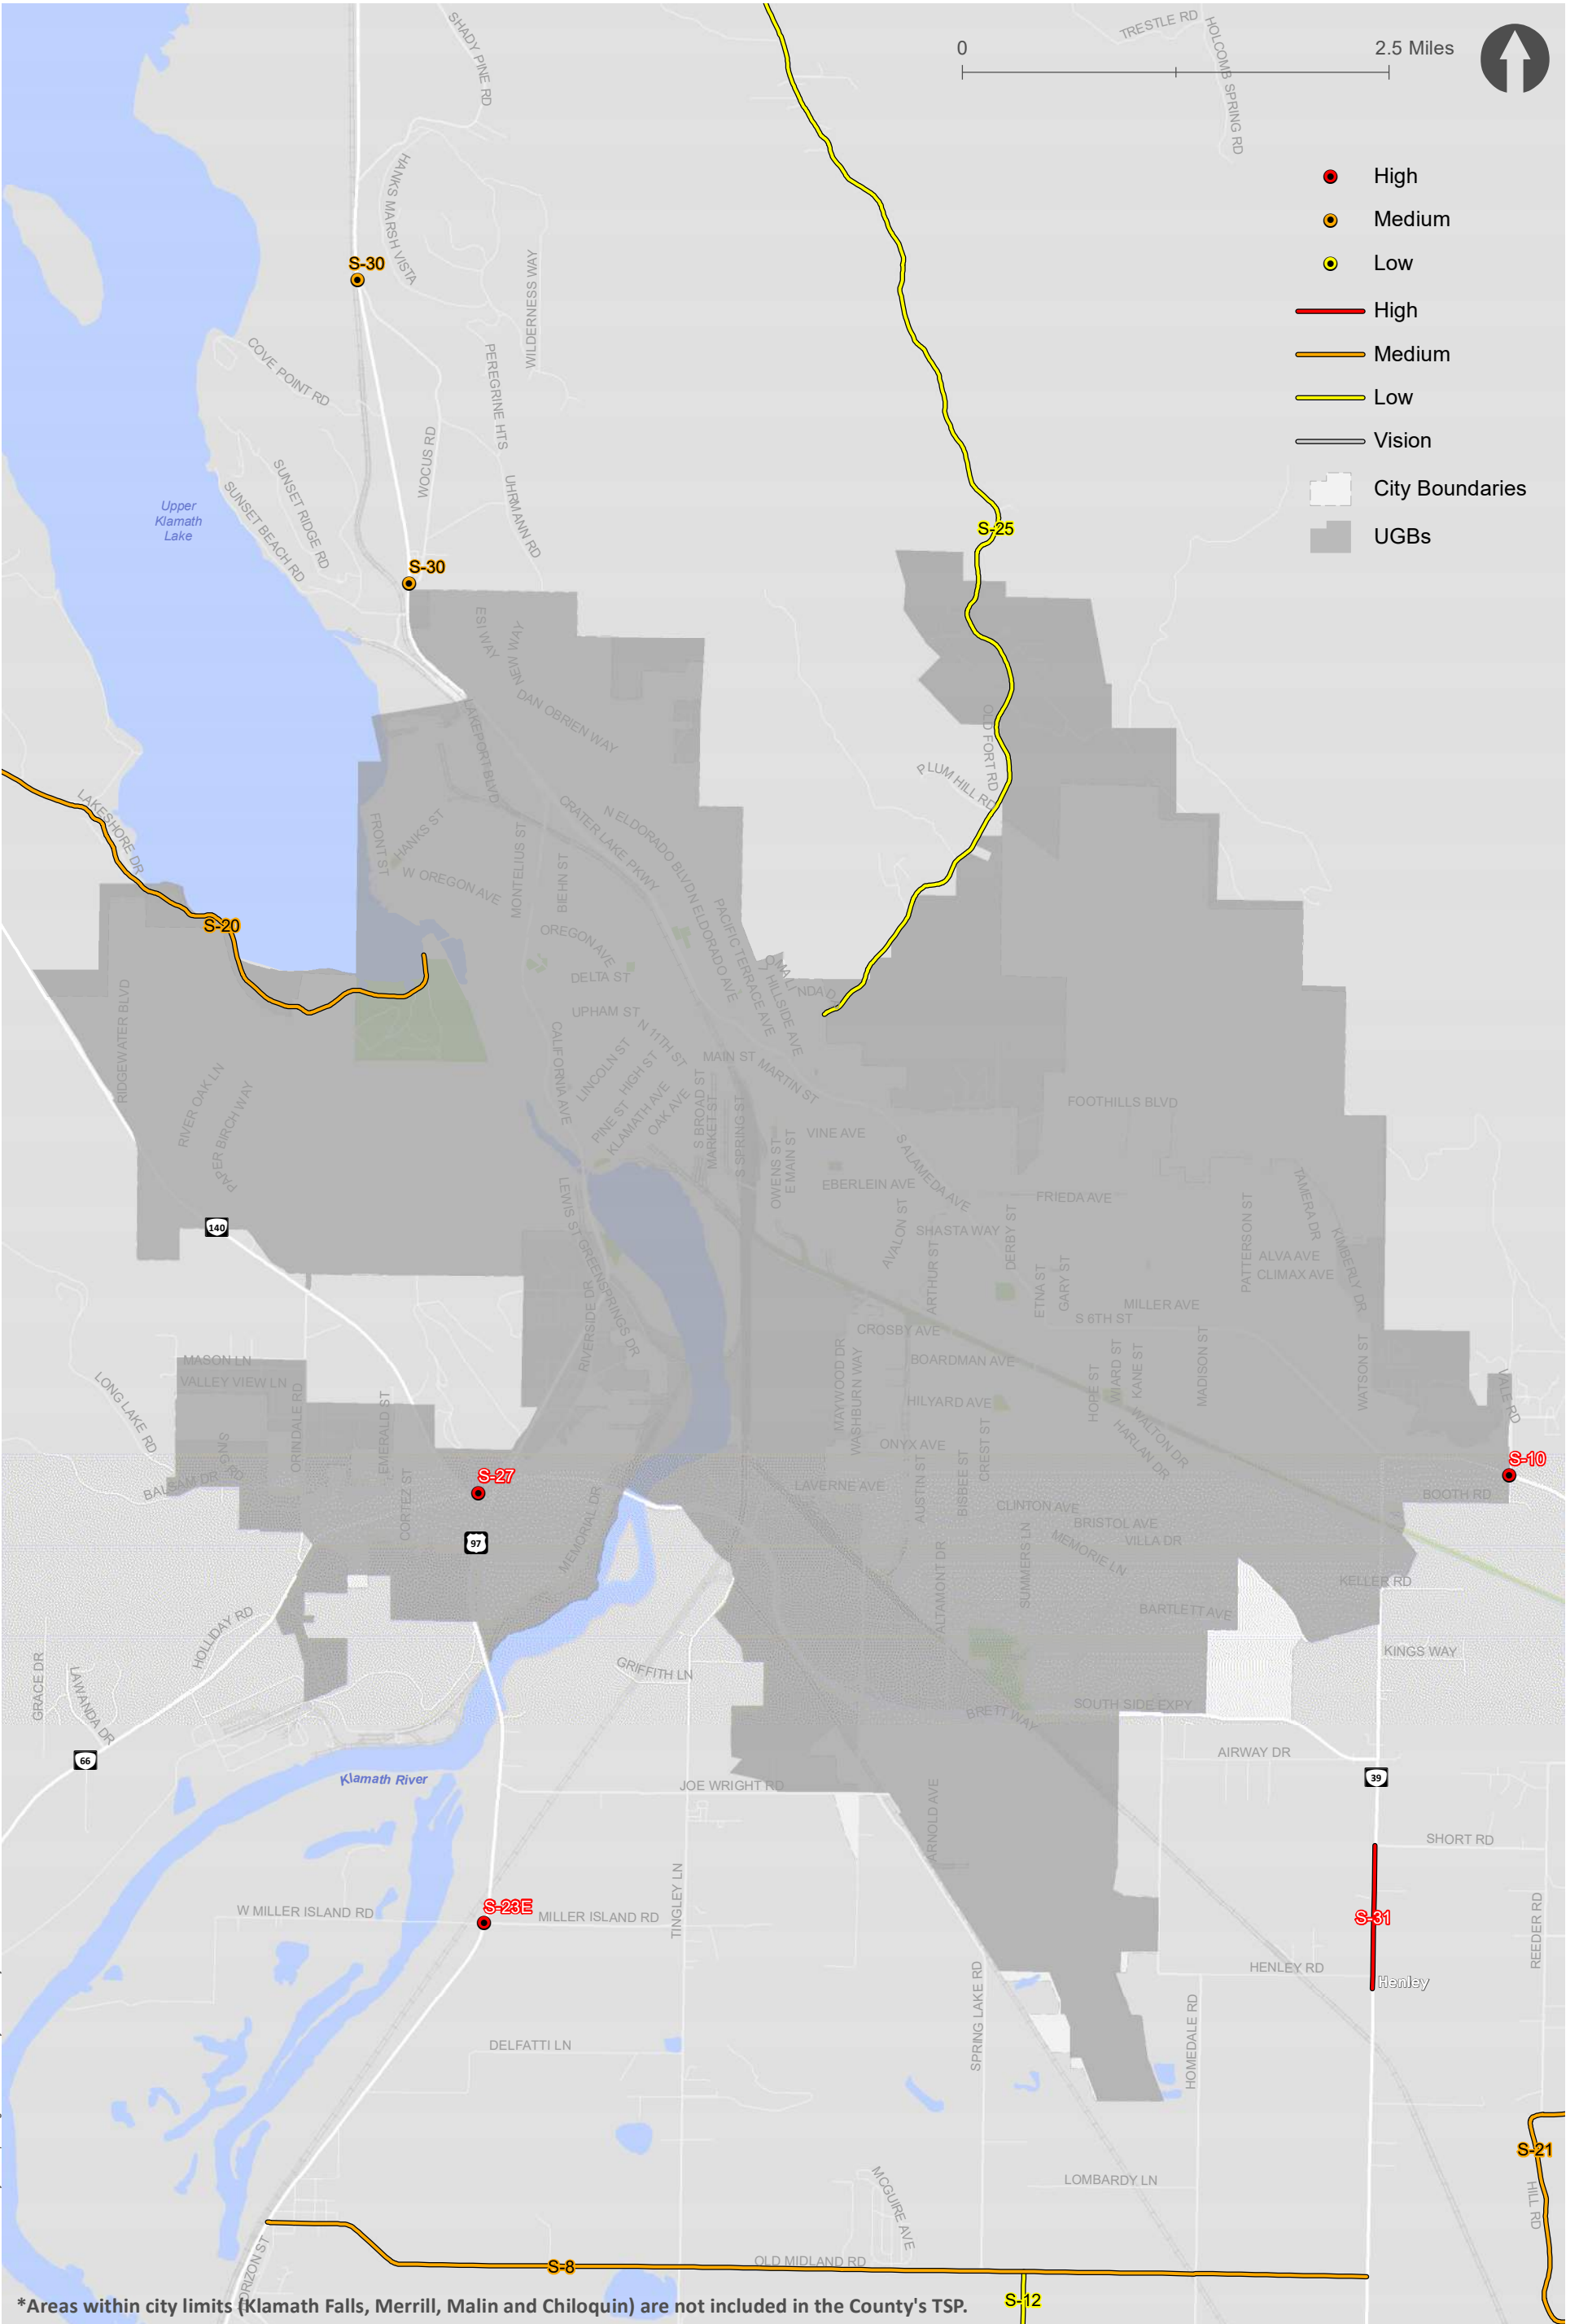 0 2.5 Miles
High
Medium
Low
High
Medium
Low
Vision
City Boundaries
UGBs
TRESTLE RD
HOLCOMB SPRING RD
SHADY PINE RD
HANKS MARSH VISTA
S-30
WILDERNESS WAY
COVE POINT RD
PEREGRINE HTS
WOCUS RD
SUNSET RIDGE RD
SUNSET BEACH RD
UHRMANN RD
Upper
Klamath
Lake
S-25
S-30
ESI WAY
NEW WAY
DAN OBRIEN WAY
LAKEPORT BLVD
OLD FORT RD
PLUM HILL RD
LAKESHORE DR
FRONT ST
HANKS ST
W OREGON AVE
MONTELIUS ST
BIEHN ST
CRATER LAKE PKWY
N ELDORADO BLVD
N ELDORADO AVE
PACIFIC TERRACE AVE
HILLSIDE AVE
S-20
OREGON AVE
DELTA ST
UPHAM ST
RIDGEWATER BLVD
RIVER OAK LN
PAPER BIRCH WAY
CALIFORNIA AVE
LINCOLN ST
N 11TH ST
HIGH ST
PINE ST
KLAMATH AVE
OAK AVE
MAIN ST
MARTIN ST
S BROAD ST
MARKET ST
S SPRING ST
FOOTHILLS BLVD
VINE AVE
OWENS ST
E MAIN ST
S ALAMEDA AVE
EBERLEIN AVE
FRIEDA AVE
SHASTA WAY
AVALON ST
ARTHUR ST
DERBY ST
ETNA ST
GARY ST
PATTERSON ST
TAMERA DR
KIMBERLY DR
ALVA AVE
CLIMAX AVE
140
LEWIS ST
GREENSPRINGS DR
RIVERSIDE DR
MILLER AVE
S 6TH ST
CROSBY AVE
BOARDMAN AVE
MAYWOOD DR
WASHBURN WAY
HILYARD AVE
HOPE ST
WIARD ST
KANE ST
MADISON ST
WATSON ST
VALE RD
MASON LN
VALLEY VIEW LN
LONG LAKE RD
ORINDALE RD
EMERALD ST
SING RD
BALSAM DR
CORTEZ ST
S-27
97
MEMORIAL DR
ONYX AVE
CREST ST
WALTON DR
HARLAN DR
LAVERNE AVE
AUSTIN ST
BISBEE ST
CLINTON AVE
BRISTOL AVE
VILLA DR
MEMORIE LN
SUMMERS LN
ALTAMONT DR
S-10
BOOTH RD
KELLER RD
BARTLETT AVE
KINGS WAY
HOLLIDAY RD
GRACE DR
LAWANDA DR
66
GRIFFITH LN
SOUTH SIDE EXPY
BRETT WAY
AIRWAY DR
39
Klamath River
JOE WRIGHT RD
ARNOLD AVE
SHORT RD
W MILLER ISLAND RD
S-23E
MILLER ISLAND RD
TINGLEY LN
S-31
REEDER RD
HENLEY RD
Henley
SPRING LAKE RD
HOMEDALE RD
DELFATTI LN
S-21
HILL RD
LOMBARDY LN
MCGUIRE AVE
OLD MIDLAND RD
S-8
S-12
*Areas within city limits (Klamath Falls, Merrill, Malin and Chiloquin) are not included in the County's TSP.